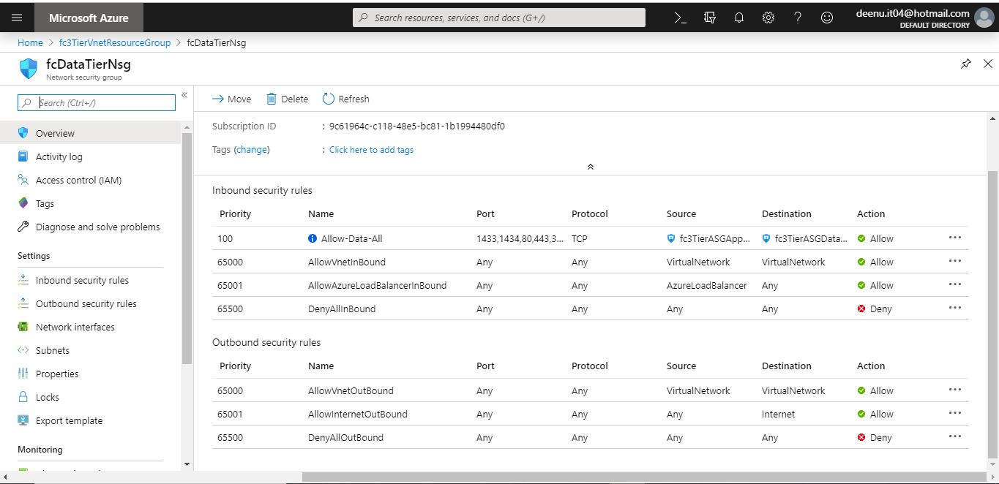 Microsoft Azure
Search resources, services, and docs (G+/)
deenu.it04@hotmail.com
DEFAULT DIRECTORY
Home > fc3TierVnetResourceGroup > fcDataTierNsg
fcDataTierNsg
Network security group
Search (Ctrl+/)
«
Overview
Activity log
Access control (IAM)
Tags
Diagnose and solve problems
Settings
Inbound security rules
Outbound security rules
Network interfaces
Subnets
Properties
Locks
Export template
Monitoring
Move Delete Refresh
Subscription ID : 9c61964c-c118-48e5-bc81-1b1994480df0
Tags (change) : Click here to add tags
Inbound security rules
Priority Name Port Protocol Source Destination Action
100 Allow-Data-All 1433,1434,80,443,3... TCP fc3TierASGApp... fc3TierASGData... Allow ...
65000 AllowVnetInBound Any Any VirtualNetwork VirtualNetwork Allow ...
65001 AllowAzureLoadBalancerInBound Any Any AzureLoadBalancer Any Allow ...
65500 DenyAllInBound Any Any Any Any Deny ...
Outbound security rules
Priority Name Port Protocol Source Destination Action
65000 AllowVnetOutBound Any Any VirtualNetwork VirtualNetwork Allow ...
65001 AllowInternetOutBound Any Any Any Internet Allow ...
65500 DenyAllOutBound Any Any Any Any Deny ...